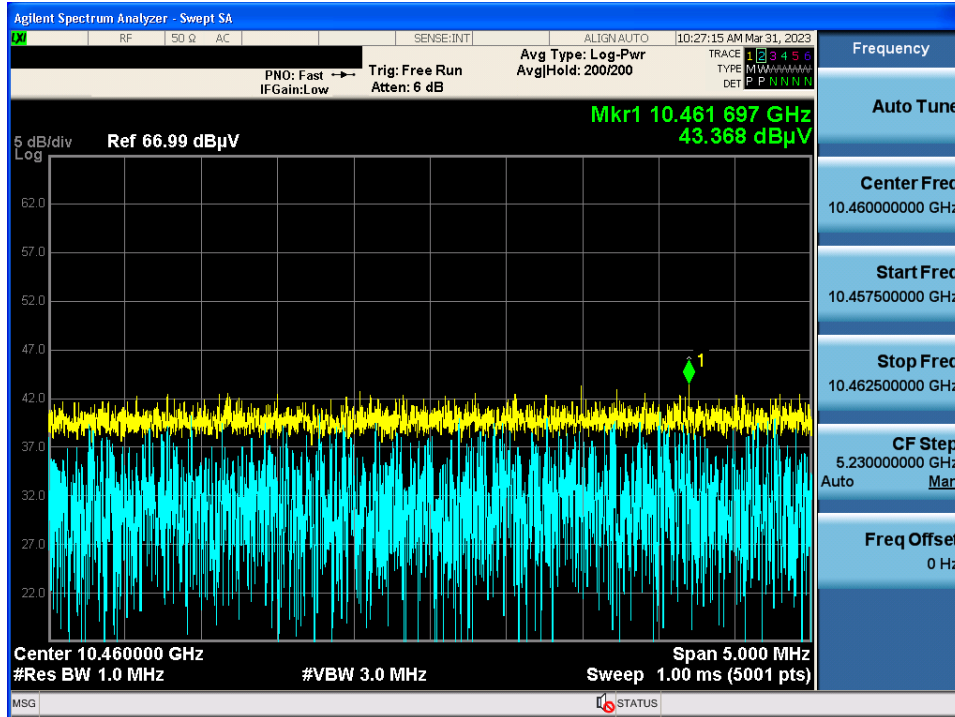 Agilent Spectrum Analyzer - Swept SA
LXI RF 50 Ω AC SENSE:INT ALIGN AUTO 10:27:15 AM Mar 31, 2023
PNO: Fast Trig: Free Run Avg Type: Log-Pwr TRACE 1 2 3 4 5 6
IFGain:Low Atten: 6 dB Avg|Hold: 200/200 TYPE M WWWWW
DET P P N N N N
Mkr1 10.461 697 GHz
43.368 dBµV
5 dB/div Ref 66.99 dBµV
Log
62.0
57.0
52.0
47.0
1
42.0
37.0
32.0
27.0
22.0
Center 10.460000 GHz Span 5.000 MHz
#Res BW 1.0 MHz #VBW 3.0 MHz Sweep 1.00 ms (5001 pts)
MSG STATUS
Frequency
Auto Tune
Center Freq
10.460000000 GHz
Start Freq
10.457500000 GHz
Stop Freq
10.462500000 GHz
CF Step
5.230000000 GHz
Auto Man
Freq Offset
0 Hz